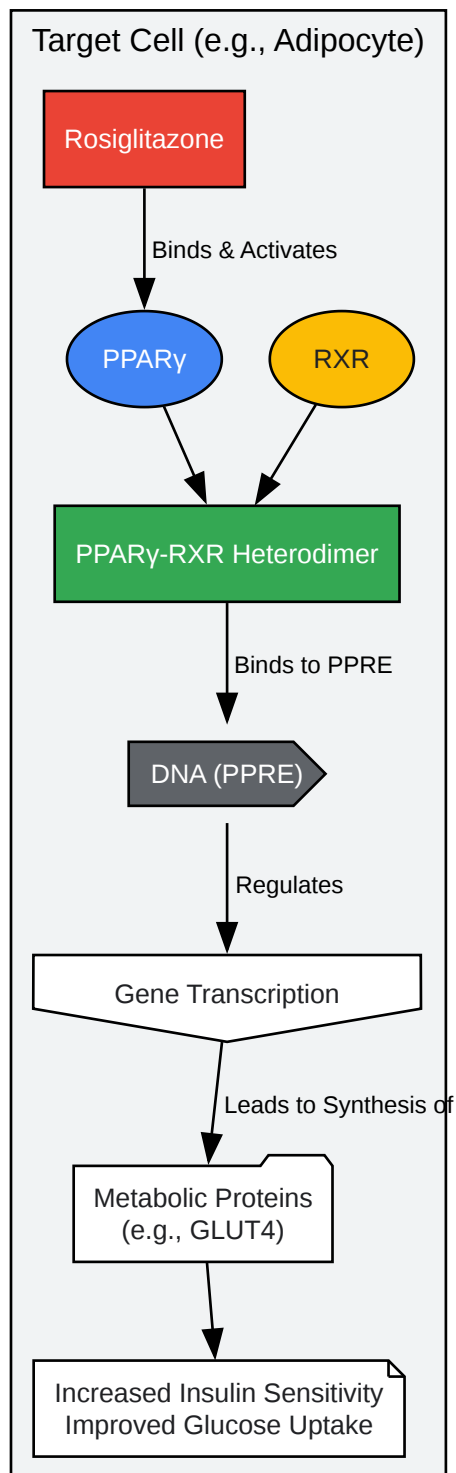 Target Cell (e.g., Adipocyte)
Rosiglitazone
Binds & Activates
PPARγ
RXR
PPARγ-RXR Heterodimer
Binds to PPRE
DNA (PPRE)
Regulates
Gene Transcription
Leads to Synthesis of
Metabolic Proteins
(e.g., GLUT4)
Increased Insulin Sensitivity
Improved Glucose Uptake